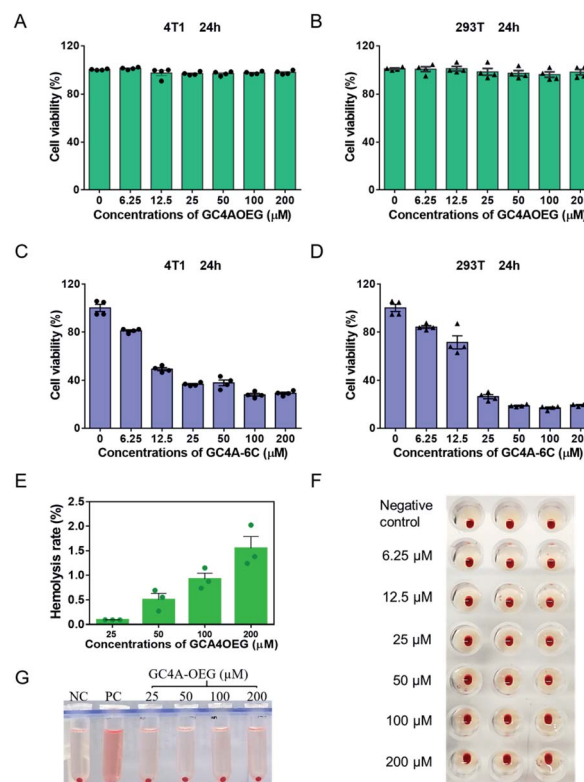 A
4T1 24h
Cell viability (%)
120
80
40
0
0 6.25 12.5 25 50 100 200
Concentrations of GC4AOEG (μM)
B
293T 24h
Cell viability (%)
120
80
40
0
0 6.25 12.5 25 50 100 20
Concentrations of GC4AOEG (μM)
C
4T1 24h
Cell viability (%)
120
80
40
0
0 6.25 12.5 25 50 100 200
Concentrations of GC4A-6C (μM)
D
293T 24h
Cell viability (%)
120
80
40
0
0 6.25 12.5 25 50 100 20
Concentrations of GC4A-6C (μM)
E
Hemolysis rate (%)
2.5
2.0
1.5
1.0
0.5
0.0
25 50 100 200
Concentrations of GCA4OEG (μM)
F
Negative
control
6.25 μM
12.5 μM
25 μM
50 μM
100 μM
200 μM
G
GC4A-OEG (μM)
NC PC 25 50 100 200